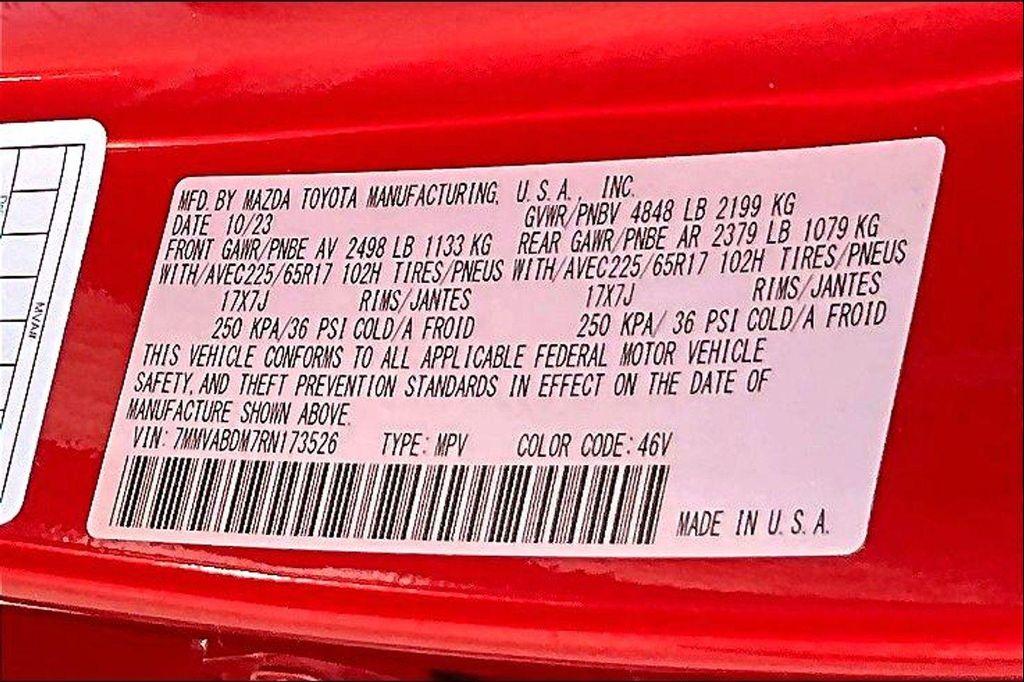 MFD. BY MAZDA TOYOTA MANUFACTURING, U.S.A., INC.
DATE 10/23 GVWR/PNBV 4848 LB 2199 KG
FRONT GAWR/PNBE AV 2498 LB 1133 KG REAR GAWR/PNBE AR 2379 LB 1079 KG
WITH/AVEC225/65R17 102H TIRES/PNEUS WITH/AVEC225/65R17 102H TIRES/PNEUS
17X7J RIMS/JANTES 17X7J RIMS/JANTES
250 KPA/36 PSI COLD/A FROID 250 KPA/ 36 PSI COLD/A FROID
THIS VEHICLE CONFORMS TO ALL APPLICABLE FEDERAL MOTOR VEHICLE
SAFETY, AND THEFT PREVENTION STANDARDS IN EFFECT ON THE DATE OF
MANUFACTURE SHOWN ABOVE.
VIN: 7MMVABDM7RN173526 TYPE: MPV COLOR CODE: 46V
MADE IN U.S.A.